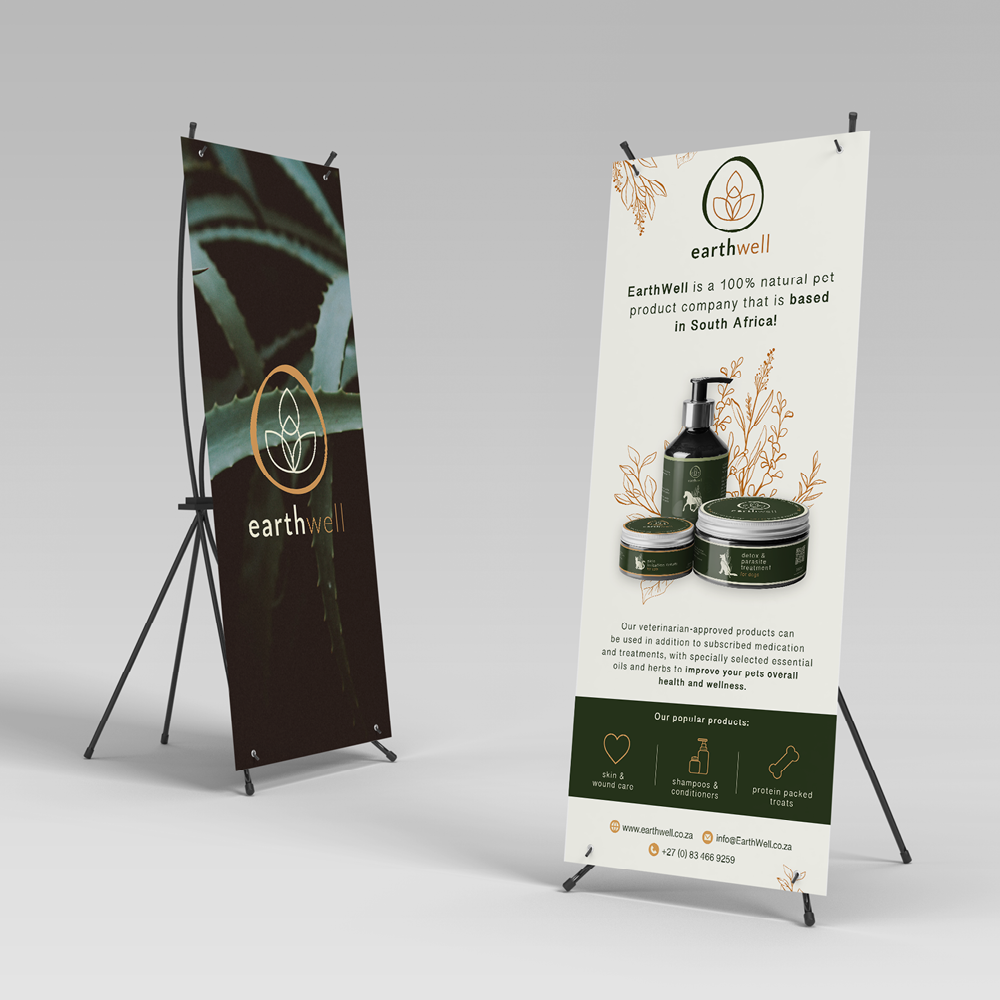 earthwell
earthwell
EarthWell is a 100% natural pet
product company that is based
in South Africa!
earthwell
detox &
parasite
treatment
for dogs
Our veterinarian-approved products can
be used in addition to subscribed medication
and treatments, with specially selected essential
oils and herbs to improve your pets overall
health and wellness.
Our popular products:
skin &
wound care
shampoos &
conditioners
protein packed
treats
www.earthwell.co.za
info@EarthWell.co.za
+27 (0) 83 466 9259